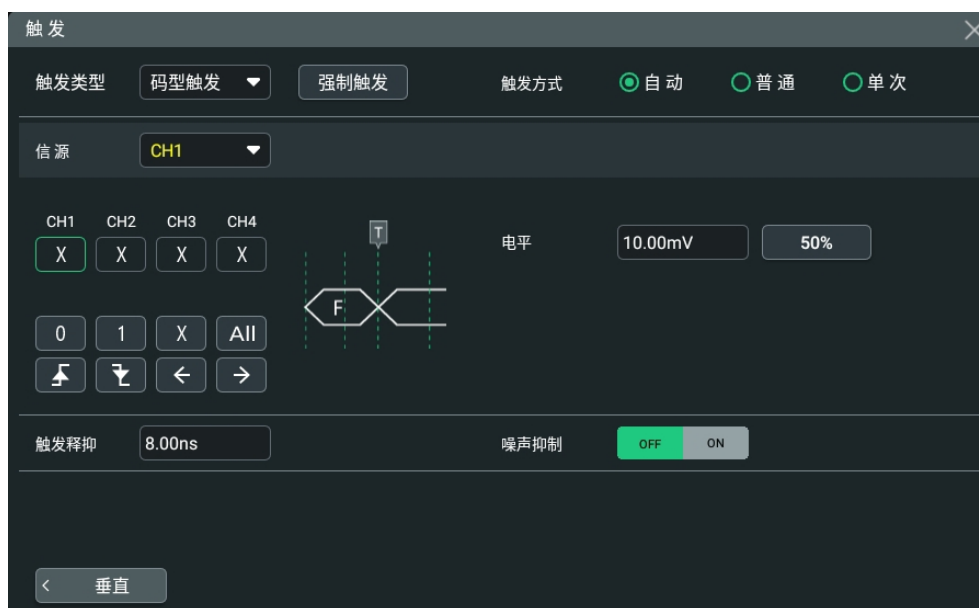 触 发
触发类型 码型触发 强制触发 触发方式 自 动 普 通 单 次
信 源 CH1
CH1 CH2 CH3 CH4
X X X X
T
电平 10.00mV 50%
F
0 1 X All
触发释抑 8.00ns 噪声抑制 OFF ON
垂直